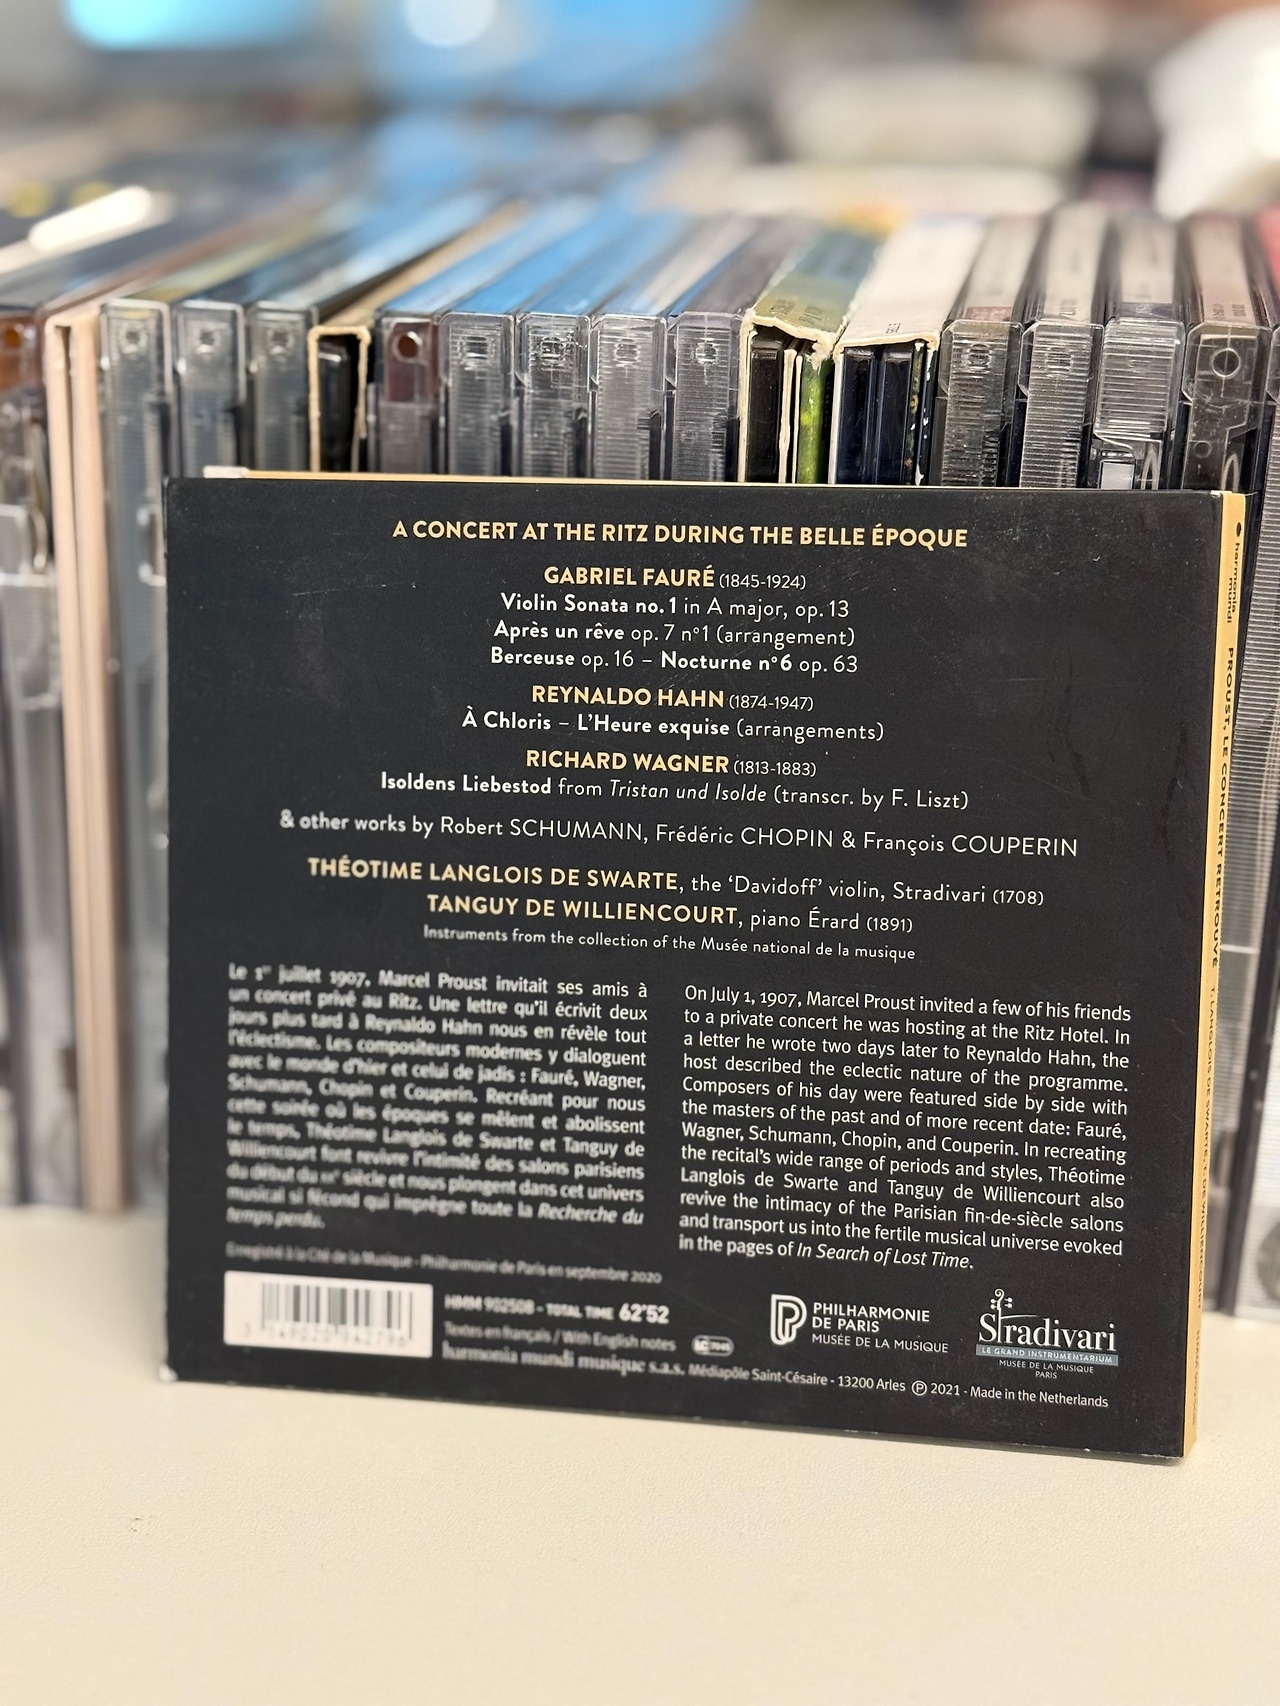 A CONCERT AT THE RITZ DURING THE BELLE ÉPOQUE
GABRIEL FAURÉ (1845-1924)
Violin Sonata no. 1 in A major, op. 13
Après un rêve op. 7 n°1 (arrangement)
Berceuse op. 16 – Nocturne n°6 op. 63
REYNALDO HAHN (1874-1947)
À Chloris – L'Heure exquise (arrangements)
RICHARD WAGNER (1813-1883)
Isoldens Liebestod from Tristan und Isolde (transcr. by F. Liszt)
& other works by Robert SCHUMANN, Frédéric CHOPIN & François COUPERIN
THÉOTIME LANGLOIS DE SWARTE, the ‘Davidoff’ violin, Stradivari (1708)
TANGUY DE WILLIENCOURT, piano Érard (1891)
Instruments from the collection of the Musée national de la musique
Le 1er juillet 1907, Marcel Proust invitait ses amis à
un concert privé au Ritz. Une lettre qu'il écrivit deux
jours plus tard à Reynaldo Hahn nous en révèle tout
l'éclectisme. Les compositeurs modernes y dialoguent
avec le monde d'hier et celui de jadis : Fauré, Wagner,
Schumann, Chopin et Couperin. Recréant pour nous
cette soirée où les époques se mêlent et abolissent
le temps, Théotime Langlois de Swarte et Tanguy de
Williencourt font revivre l'intimité des salons parisiens
du début du XXe siècle et nous plongent dans cet univers
musical si fécond qui imprègne toute la Recherche du
temps perdu.
On July 1, 1907, Marcel Proust invited a few of his friends
to a private concert he was hosting at the Ritz Hotel. In
a letter he wrote two days later to Reynaldo Hahn, the
host described the eclectic nature of the programme.
Composers of his day were featured side by side with
the masters of the past and of more recent date: Fauré,
Wagner, Schumann, Chopin, and Couperin. In recreating
the recital's wide range of periods and styles, Théotime
Langlois de Swarte and Tanguy de Williencourt also
revive the intimacy of the Parisian fin-de-siècle salons
and transport us into the fertile musical universe evoked
in the pages of In Search of Lost Time.
Enregistré à la Cité de la Musique - Philharmonie de Paris en septembre 2020
HMM 902508 - TOTAL TIME 62'52
Textes en français / With English notes
harmonia mundi musique s.a.s. Médiapôle Saint-Césaire - 13200 Arles ℗ 2021 - Made in the Netherlands
PHILHARMONIE
DE PARIS
MUSÉE DE LA MUSIQUE
Stradivari
LE GRAND INSTRUMENTARIUM
MUSÉE DE LA MUSIQUE
PARIS
harmonia
mundi
PROUST, LE CONCERT RETROUVÉ
T. LANGLOIS DE SWARTE, T. DE WILLIENCOURT